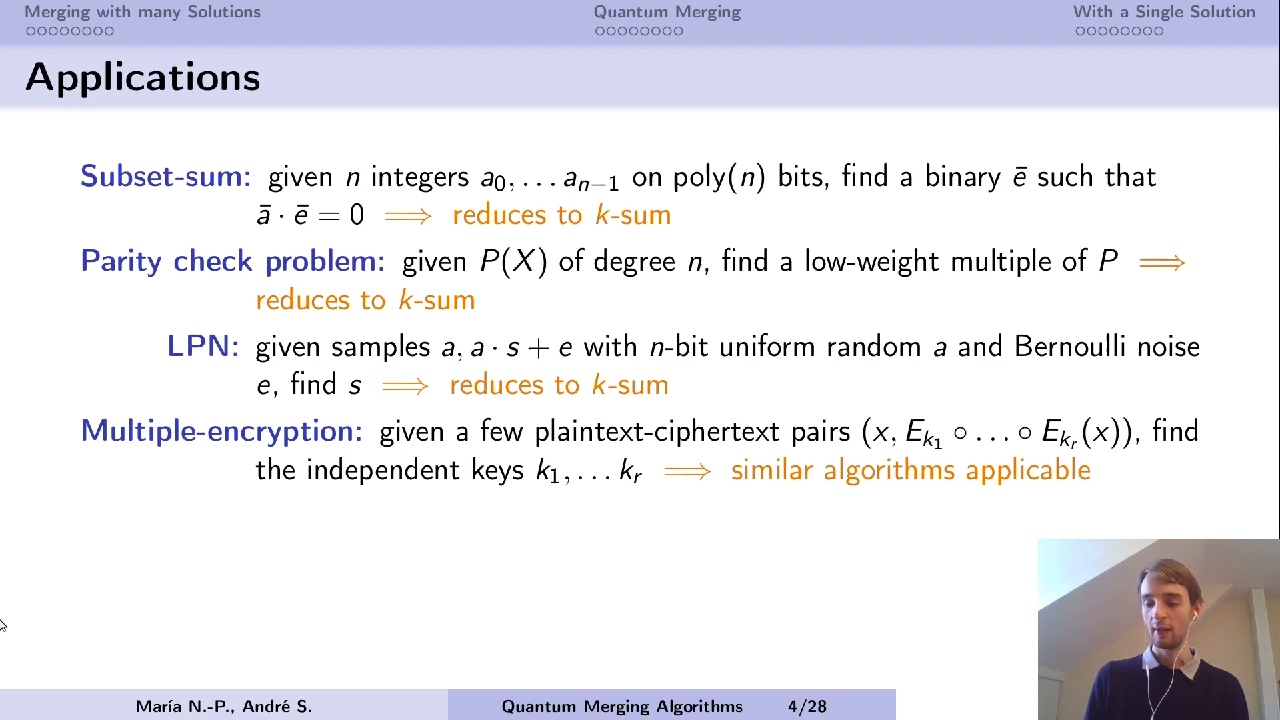 Merging with many Solutions Quantum Merging With a Single Solution
Applications
Subset-sum: given n integers a₀, … aₙ₋₁ on poly(n) bits, find a binary ē such that
ā · ē = 0 ⟹ reduces to k-sum
Parity check problem: given P(X) of degree n, find a low-weight multiple of P ⟹
reduces to k-sum
LPN: given samples a, a · s + e with n-bit uniform random a and Bernoulli noise
e, find s ⟹ reduces to k-sum
Multiple-encryption: given a few plaintext-ciphertext pairs (x, E_{k₁} ∘ … ∘ E_{kᵣ}(x)), find
the independent keys k₁, … kᵣ ⟹ similar algorithms applicable
María N.-P., André S. Quantum Merging Algorithms 4/28